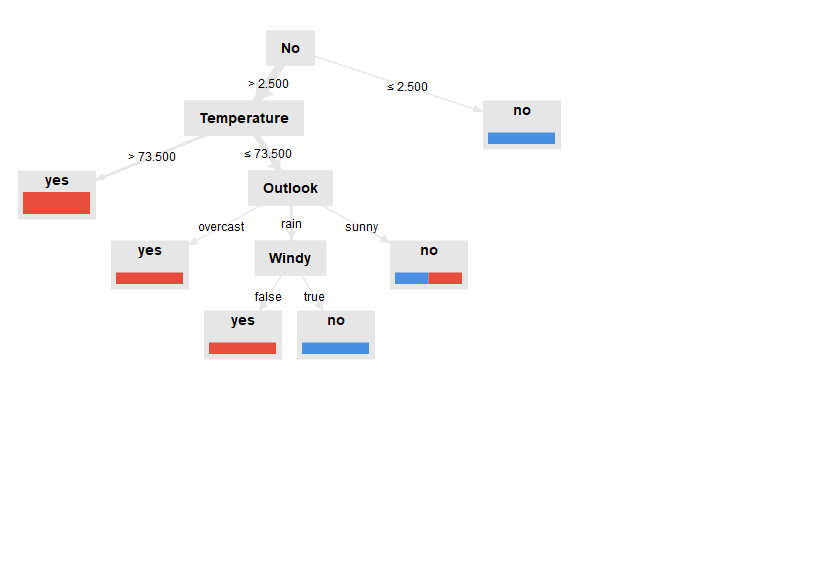 No
> 2.500
≤ 2.500
Temperature
no
> 73.500
≤ 73.500
yes
Outlook
overcast
rain
sunny
yes
Windy
no
false
true
yes
no